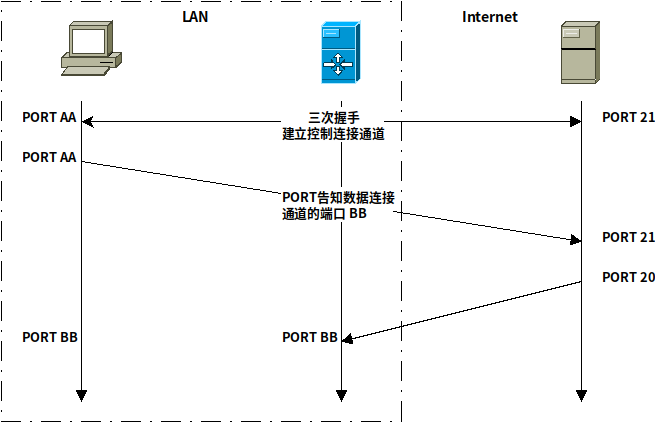 LAN
Internet
PORT AA
三次握手
建立控制连接通道
PORT 21
PORT AA
PORT告知数据连接
通道的端口 BB
PORT 21
PORT 20
PORT BB
PORT BB